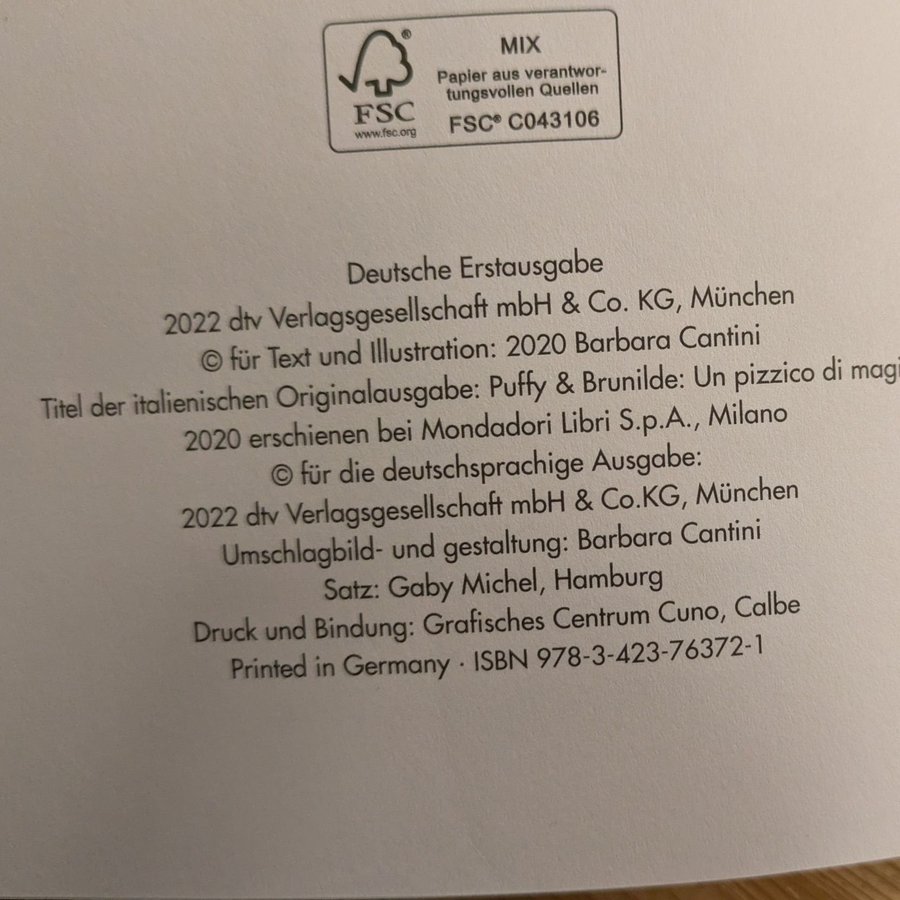 MIX
Papier aus verantwor-
tungsvollen Quellen
FSC® C043106
®
FSC
www.fsc.org
Deutsche Erstausgabe
2022 dtv Verlagsgesellschaft mbH & Co. KG, München
© für Text und Illustration: 2020 Barbara Cantini
Titel der italienischen Originalausgabe: Puffy & Brunilde: Un pizzico di magi
2020 erschienen bei Mondadori Libri S.p.A., Milano
© für die deutschsprachige Ausgabe:
2022 dtv Verlagsgesellschaft mbH & Co.KG, München
Umschlagbild- und gestaltung: Barbara Cantini
Satz: Gaby Michel, Hamburg
Druck und Bindung: Grafisches Centrum Cuno, Calbe
Printed in Germany · ISBN 978-3-423-76372-1